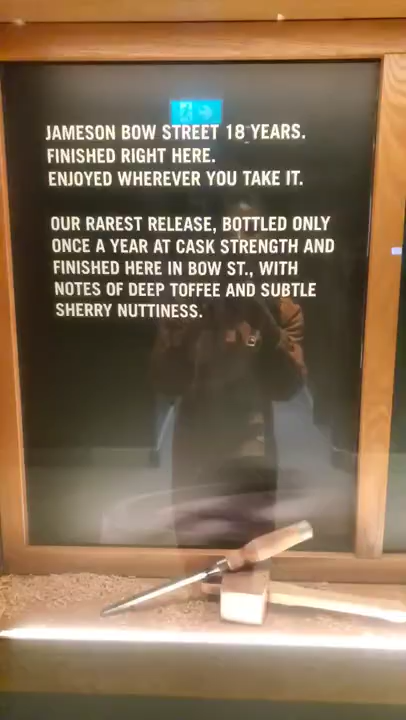 JAMESON BOW STREET 18 YEARS.
FINISHED RIGHT HERE.
ENJOYED WHEREVER YOU TAKE IT.
OUR RAREST RELEASE, BOTTLED ONLY
ONCE A YEAR AT CASK STRENGTH AND
FINISHED HERE IN BOW ST., WITH
NOTES OF DEEP TOFFEE AND SUBTLE
SHERRY NUTTINESS.